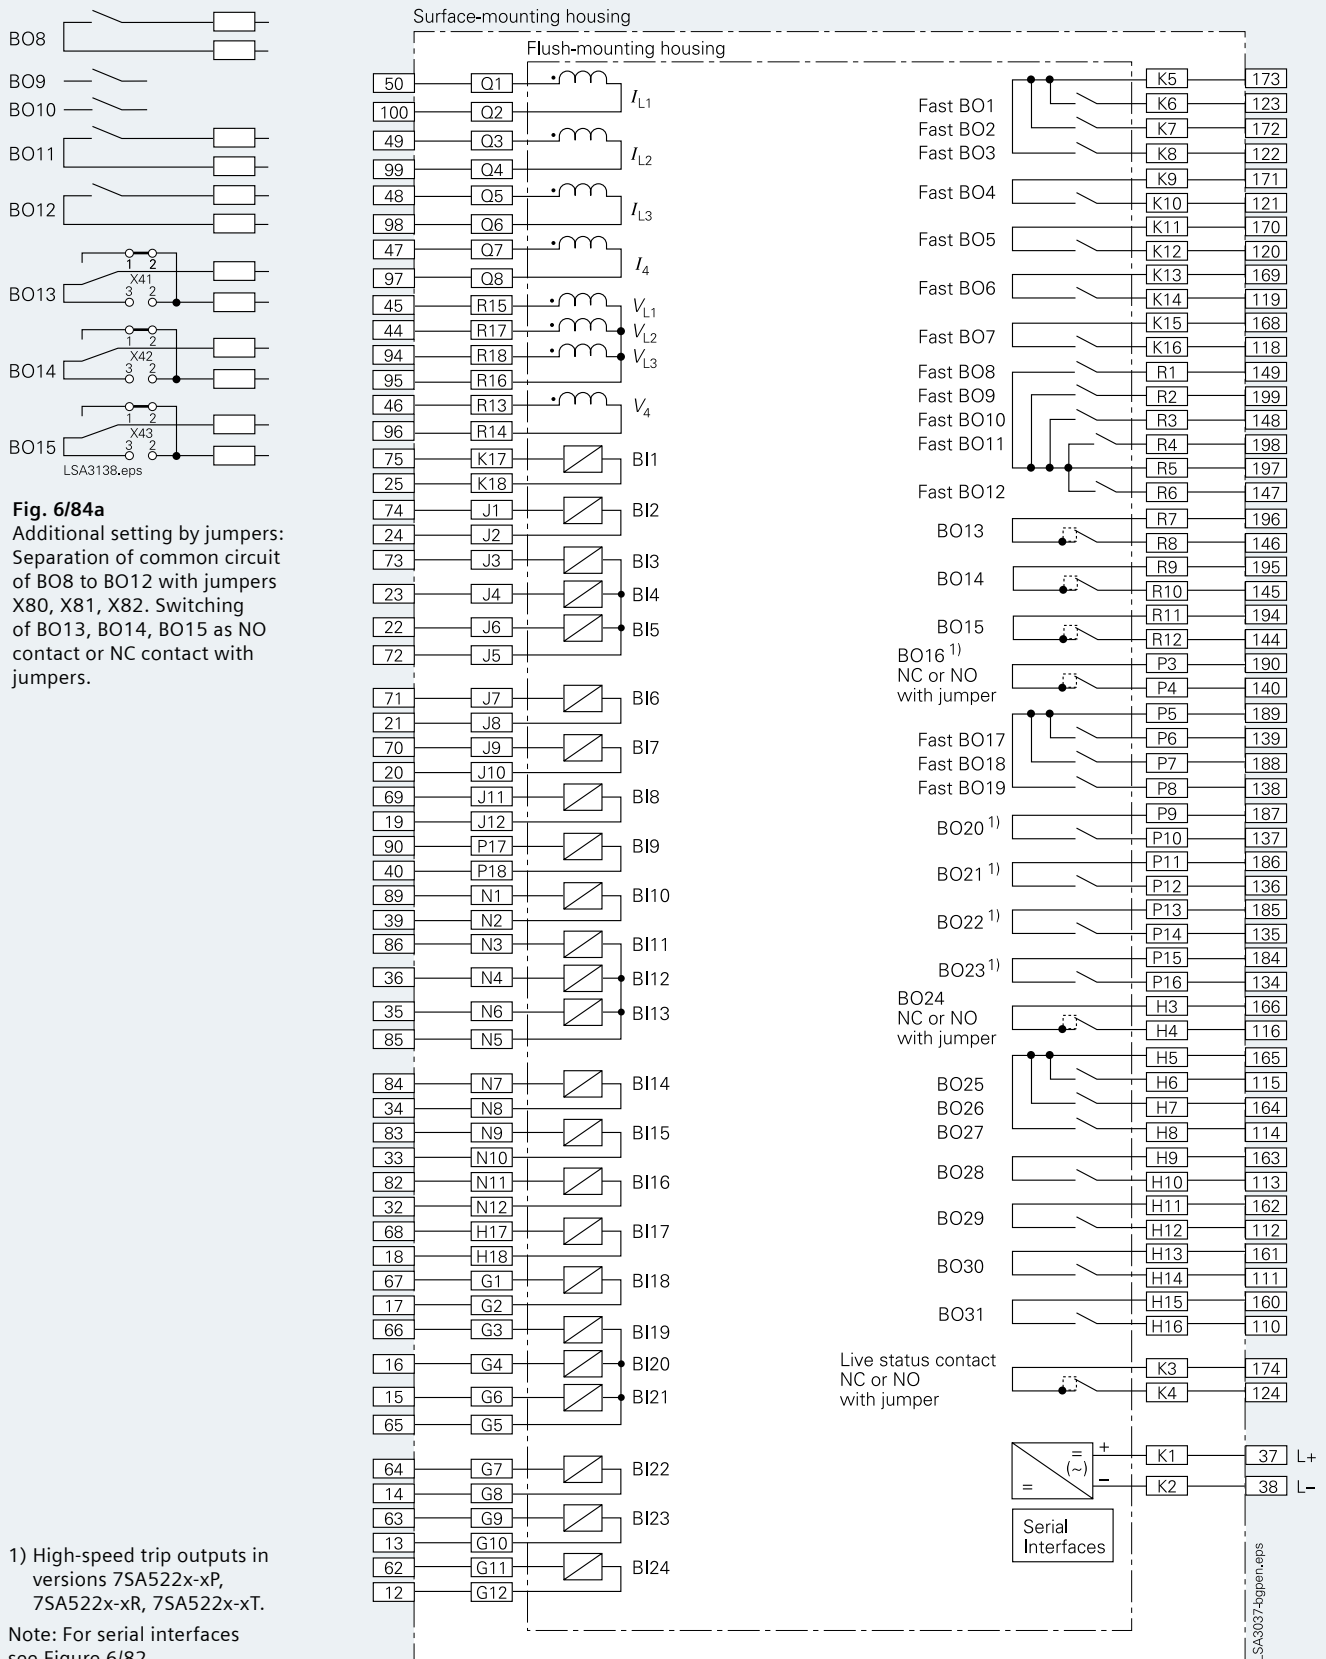 BO8
BO9
BO10
BO11
BO12
BO13
1 2
X41
3 2
BO14
1 2
X42
3 2
BO15
1 2
X43
3 2
LSA3138.eps
Fig. 6/84a
Additional setting by jumpers:
Separation of common circuit
of BO8 to BO12 with jumpers
X80, X81, X82. Switching
of BO13, BO14, BO15 as NO
contact or NC contact with
jumpers.
1) High-speed trip outputs in
versions 7SA522x-xP,
7SA522x-xR, 7SA522x-xT.
Note: For serial interfaces
see Figure 6/82
Surface-mounting housing
Flush-mounting housing
50 Q1
100 Q2 IL1
49 Q3
99 Q4 IL2
48 Q5
98 Q6 IL3
47 Q7
97 Q8 I4
45 R15 VL1
44 R17 VL2
94 R18 VL3
95 R16
46 R13 V4
96 R14
75 K17 BI1
25 K18
74 J1 BI2
24 J2
73 J3 BI3
23 J4 BI4
22 J6 BI5
72 J5
71 J7 BI6
21 J8
70 J9 BI7
20 J10
69 J11 BI8
19 J12
90 P17 BI9
40 P18
89 N1 BI10
39 N2
86 N3 BI11
36 N4 BI12
35 N6 BI13
85 N5
84 N7 BI14
34 N8
83 N9 BI15
33 N10
82 N11 BI16
32 N12
68 H17 BI17
18 H18
67 G1 BI18
17 G2
66 G3 BI19
16 G4 BI20
15 G6 BI21
65 G5
64 G7 BI22
14 G8
63 G9 BI23
13 G10
62 G11 BI24
12 G12
K5 173
Fast BO1 K6 123
Fast BO2 K7 172
Fast BO3 K8 122
K9 171
Fast BO4 K10 121
K11 170
Fast BO5 K12 120
K13 169
Fast BO6 K14 119
K15 168
Fast BO7 K16 118
Fast BO8 R1 149
Fast BO9 R2 199
Fast BO10 R3 148
Fast BO11 R4 198
R5 197
Fast BO12 R6 147
R7 196
BO13 R8 146
R9 195
BO14 R10 145
R11 194
BO15 R12 144
BO16 1) P3 190
NC or NO
with jumper P4 140
P5 189
Fast BO17 P6 139
Fast BO18 P7 188
Fast BO19 P8 138
P9 187
BO20 1) P10 137
P11 186
BO21 1) P12 136
P13 185
BO22 1) P14 135
P15 184
BO23 1) P16 134
BO24 H3 166
NC or NO
with jumper H4 116
H5 165
BO25 H6 115
BO26 H7 164
BO27 H8 114
H9 163
BO28 H10 113
H11 162
BO29 H12 112
H13 161
BO30 H14 111
H15 160
BO31 H16 110
Live status contact K3 174
NC or NO
with jumper K4 124
= (~) = + K1 37 L+
− K2 38 L−
Serial
Interfaces
LSA3037-bgpen.eps